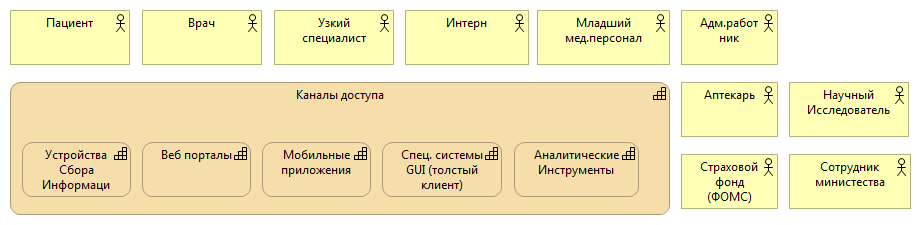 Пациент
Врач
Узкий
специалист
Интерн
Младший
мед.персонал
Адм.работ
ник
Каналы доступа
Устройства
Сбора
Информаци
Веб порталы
Мобильные
приложения
Спец. системы
GUI (толстый
клиент)
Аналитические
Инструменты
Аптекарь
Научный
Исследователь
Страховой
фонд
(ФОМС)
Сотрудник
министества